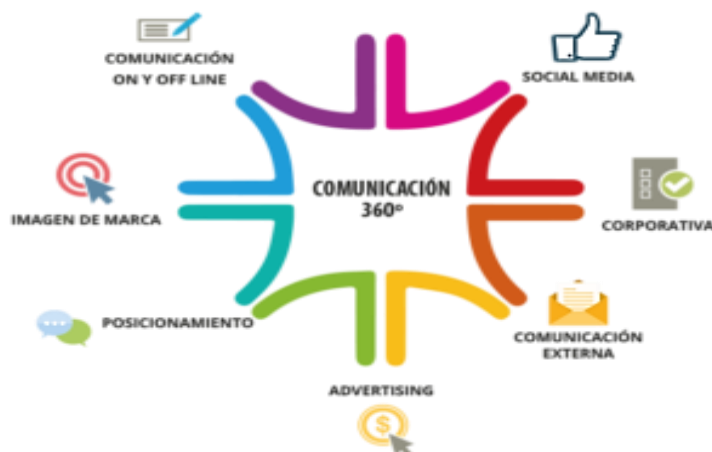 COMUNICACIÓN
ON Y OFF LINE
SOCIAL MEDIA
IMAGEN DE MARCA
COMUNICACIÓN
360º
CORPORATIVA
POSICIONAMIENTO
COMUNICACIÓN
EXTERNA
ADVERTISING
$